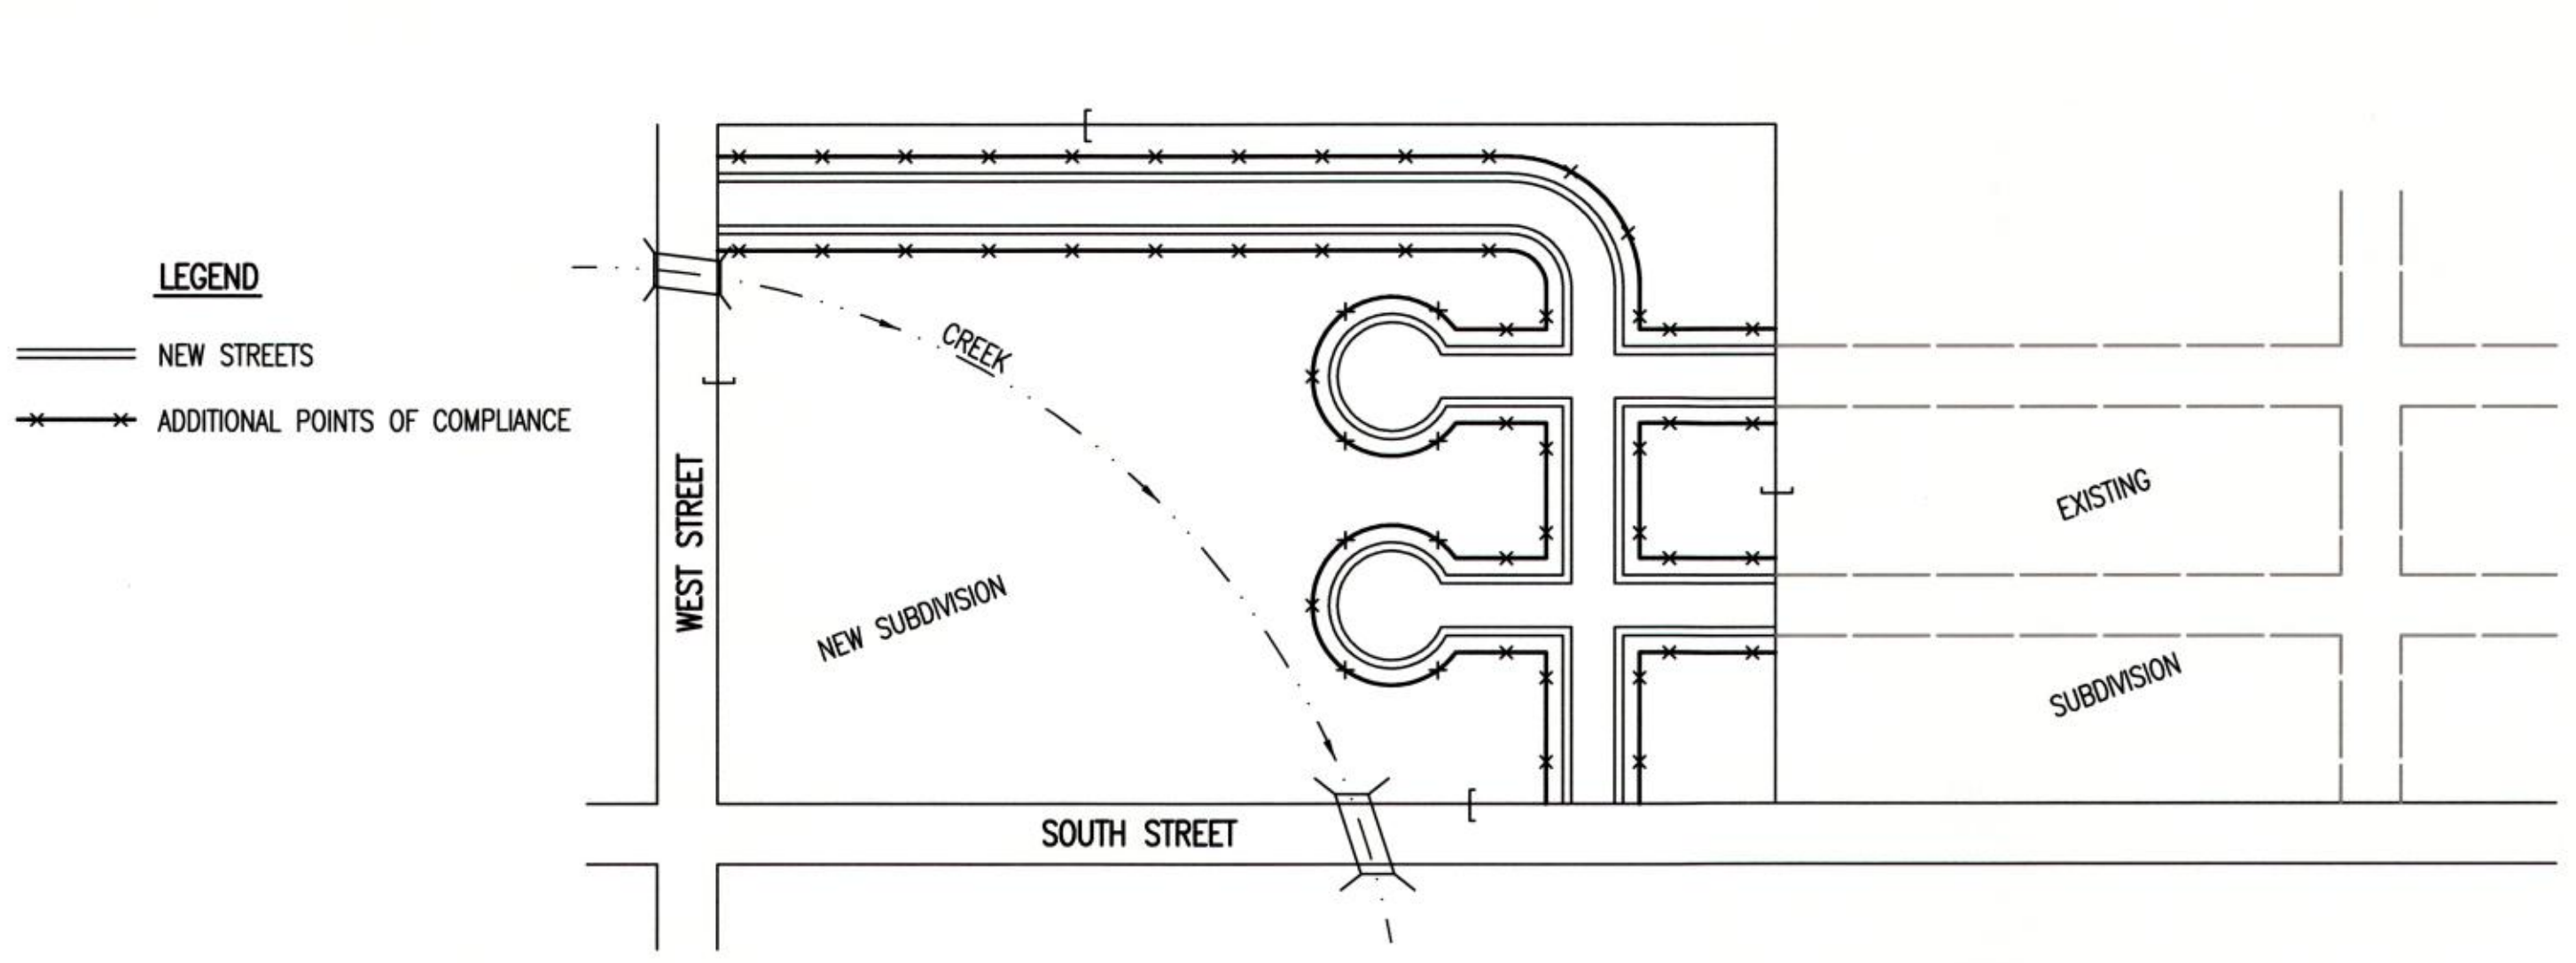 LEGEND
NEW STREETS
ADDITIONAL POINTS OF COMPLIANCE
CREEK
WEST STREET
NEW SUBDIVISION
SOUTH STREET
EXISTING
SUBDIVISION